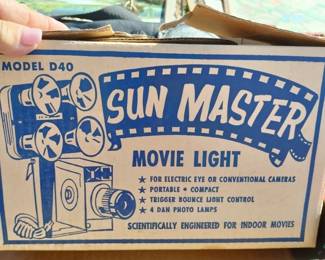 MODEL D40
SUN MASTER
MOVIE LIGHT
★ FOR ELECTRIC EYE OR CONVENTIONAL CAMERAS
★ PORTABLE • COMPACT
★ TRIGGER BOUNCE LIGHT CONTROL
★ 4 DAN PHOTO LAMPS
SCIENTIFICALLY ENGINEERED FOR INDOOR MOVIES